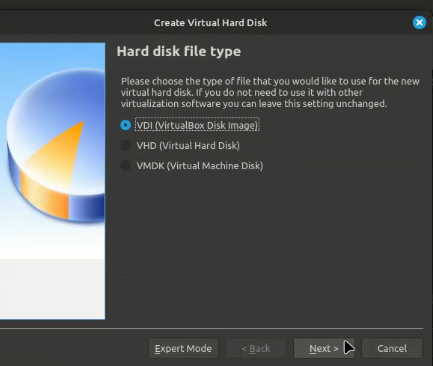 Create Virtual Hard Disk
Hard disk file type
Please choose the type of file that you would like to use for the new
virtual hard disk. If you do not need to use it with other
virtualization software you can leave this setting unchanged.
VDI (VirtualBox Disk Image)
VHD (Virtual Hard Disk)
VMDK (Virtual Machine Disk)
Expert Mode
< Back
Next >
Cancel